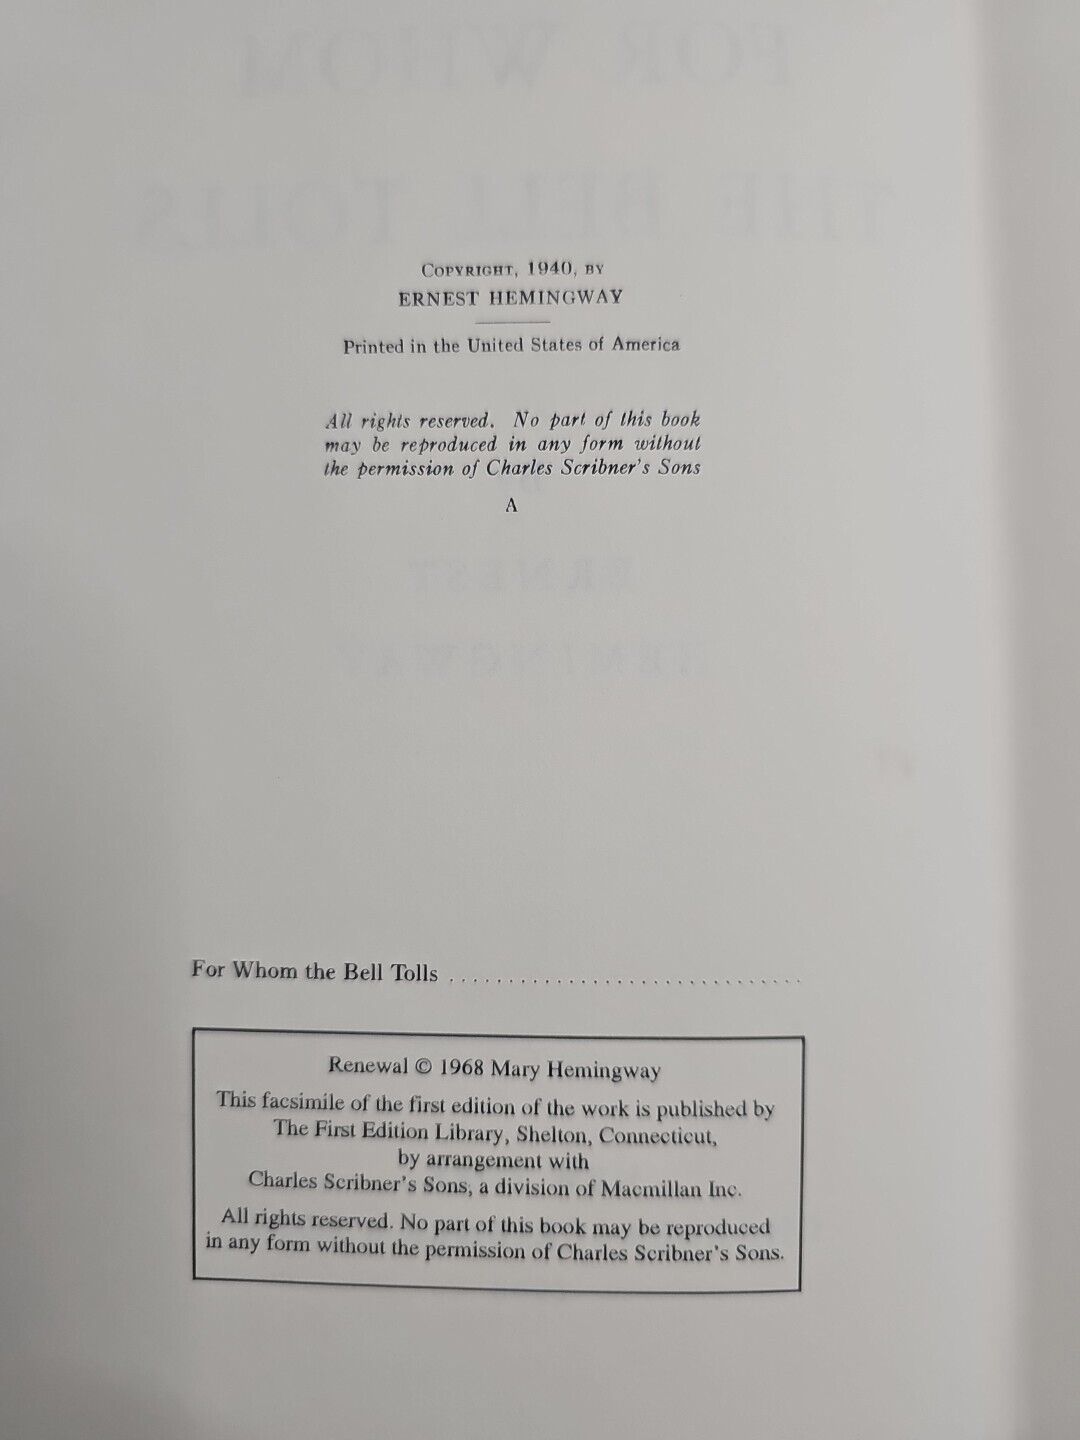 COPYRIGHT, 1940, BY
ERNEST HEMINGWAY
Printed in the United States of America
All rights reserved. No part of this book
may be reproduced in any form without
the permission of Charles Scribner's Sons
A
For Whom the Bell Tolls ..............................
Renewal © 1968 Mary Hemingway
This facsimile of the first edition of the work is published by
The First Edition Library, Shelton, Connecticut,
by arrangement with
Charles Scribner's Sons, a division of Macmillan Inc.
All rights reserved. No part of this book may be reproduced
in any form without the permission of Charles Scribner's Sons.